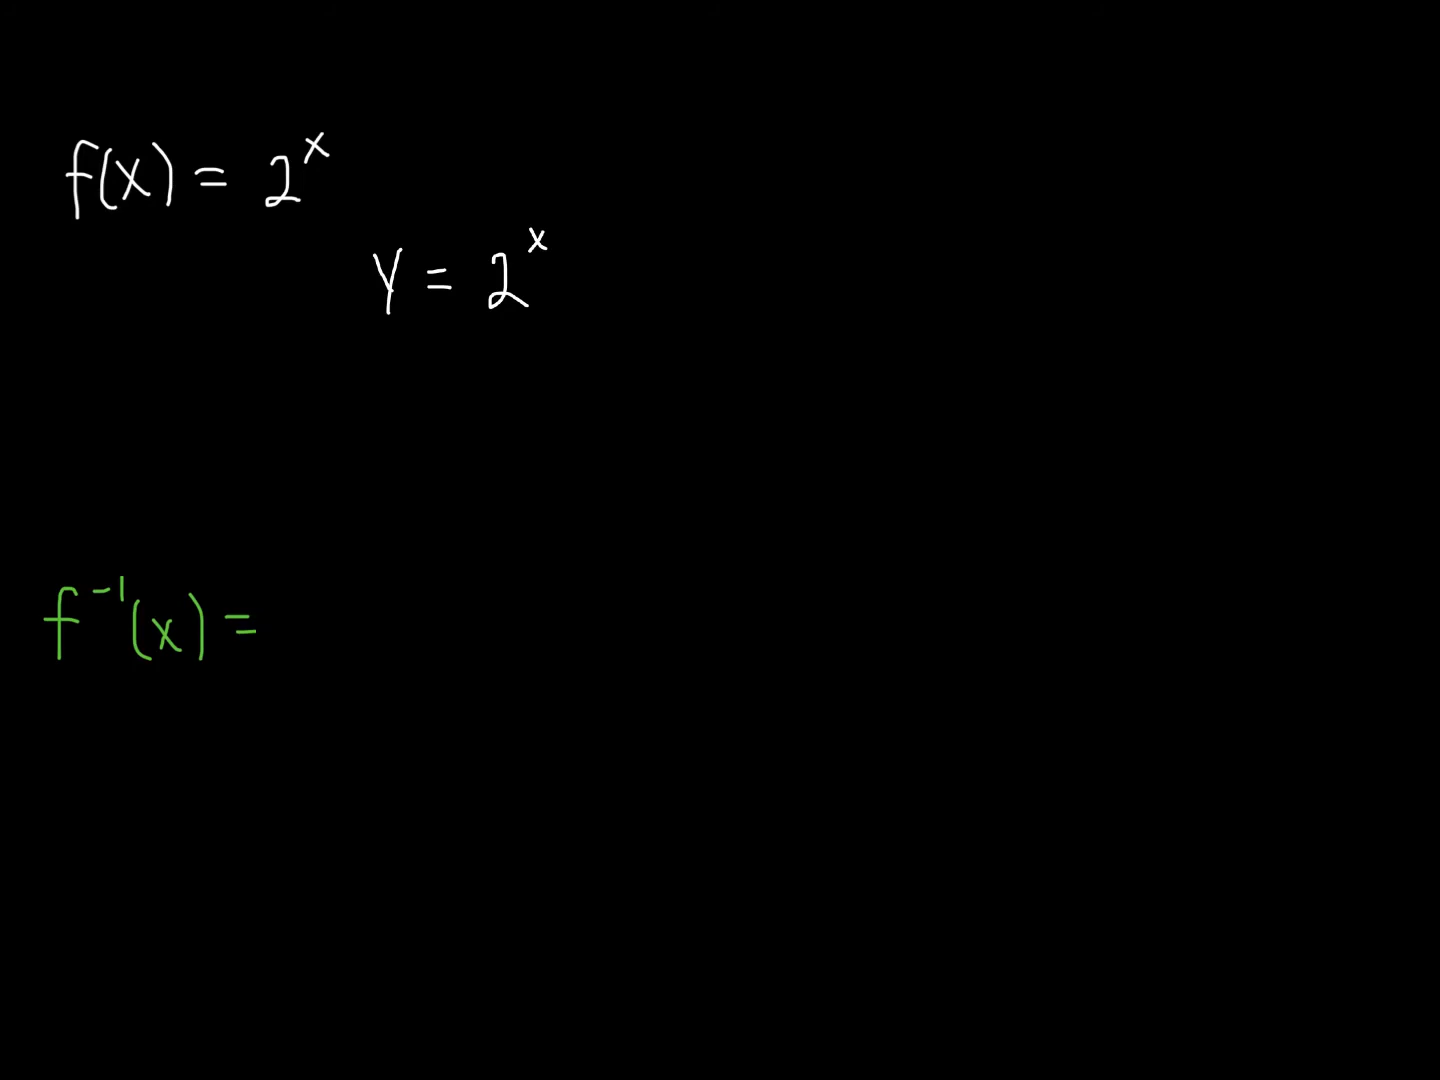 f(x) = 2^x
y = 2^x
f^-1(x) =